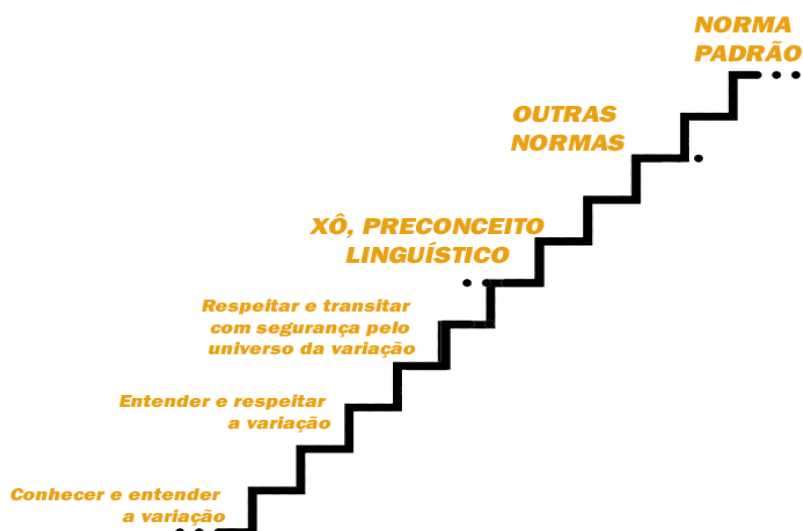 NORMA
PADRÃO
OUTRAS
NORMAS
XÔ, PRECONCEITO
LINGUÍSTICO
Respeitar e transitar
com segurança pelo
universo da variação
Entender e respeitar
a variação
Conhecer e entender
a variação